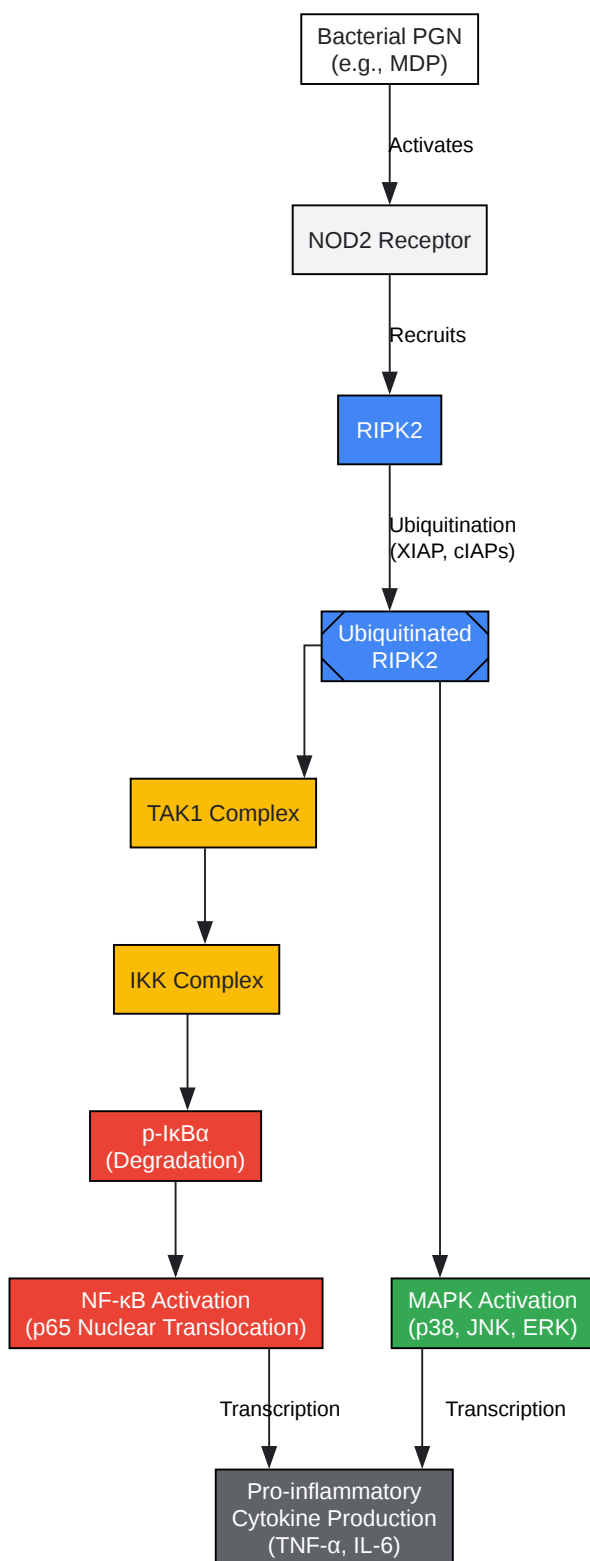 Bacterial PGN
(e.g., MDP)
Activates
NOD2 Receptor
Recruits
RIPK2
Ubiquitination
(XIAP, cIAPs)
Ubiquitinated
RIPK2
TAK1 Complex
IKK Complex
p-IκBα
(Degradation)
NF-κB Activation
(p65 Nuclear Translocation)
MAPK Activation
(p38, JNK, ERK)
Transcription
Transcription
Pro-inflammatory
Cytokine Production
(TNF-α, IL-6)